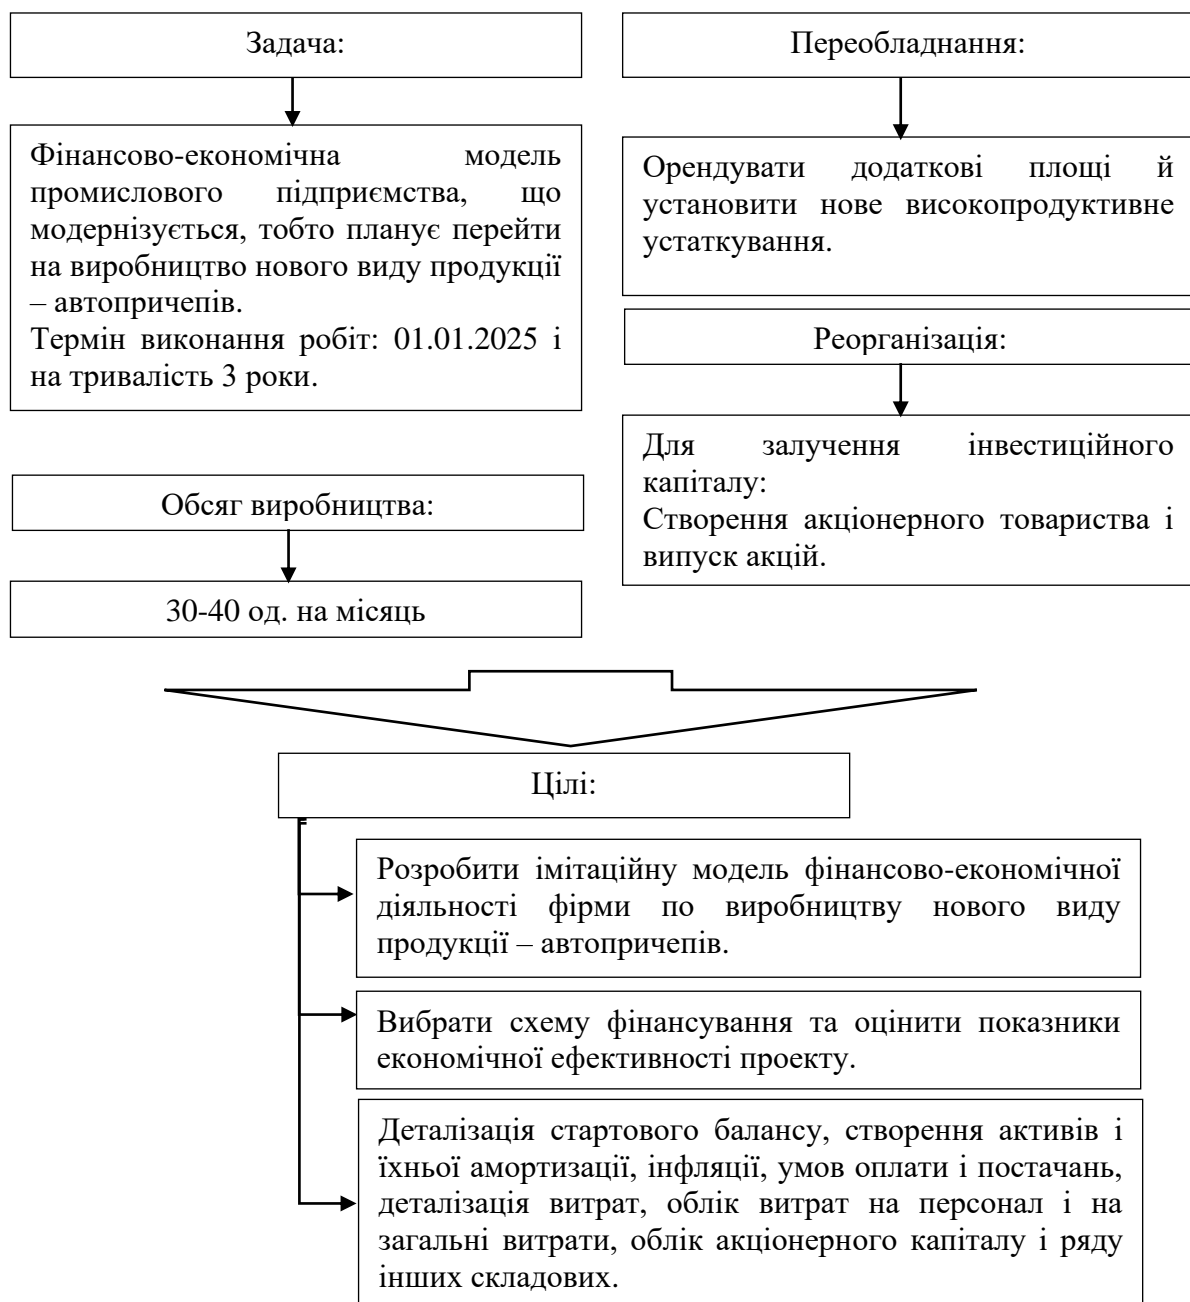 Задача:
Фінансово-економічна модель
промислового підприємства, що
модернізується, тобто планує перейти
на виробництво нового виду продукції
– автопричепів.
Термін виконання робіт: 01.01.2025 і
на тривалість 3 роки.
Обсяг виробництва:
30-40 од. на місяць
Переобладнання:
Орендувати додаткові площі й
установити нове високопродуктивне
устаткування.
Реорганізація:
Для залучення інвестиційного
капіталу:
Створення акціонерного товариства і
випуск акцій.
Цілі:
Розробити імітаційну модель фінансово-економічної
діяльності фірми по виробництву нового виду
продукції – автопричепів.
Вибрати схему фінансування та оцінити показники
економічної ефективності проекту.
Деталізація стартового балансу, створення активів і
їхньої амортизації, інфляції, умов оплати і постачань,
деталізація витрат, облік витрат на персонал і на
загальні витрати, облік акціонерного капіталу і ряду
інших складових.